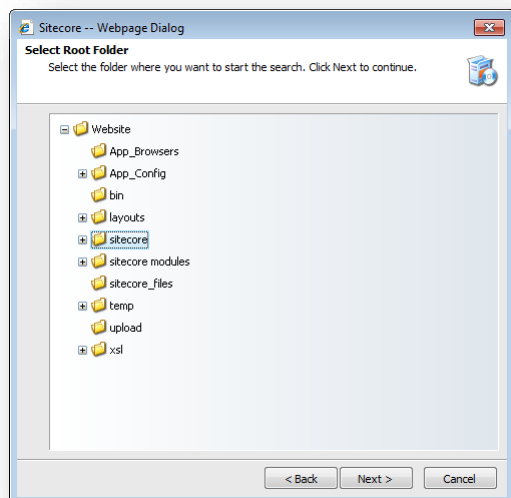 Sitecore -- Webpage Dialog
Select Root Folder
Select the folder where you want to start the search. Click Next to continue.
Website
App_Browsers
App_Config
bin
layouts
sitecore
sitecore modules
sitecore_files
temp
upload
xsl
< Back Next > Cancel